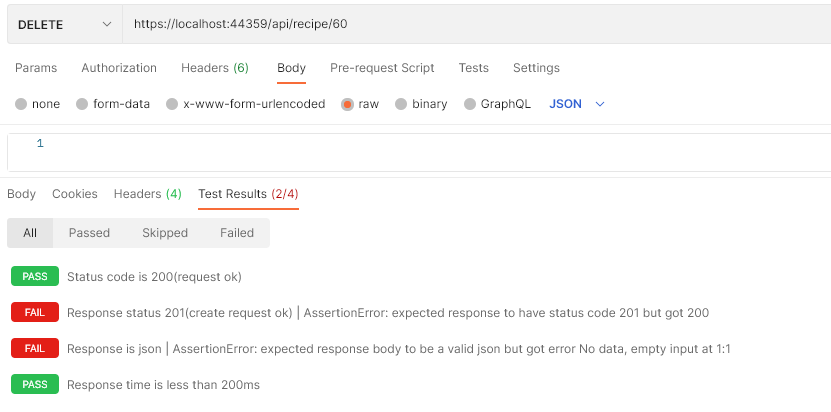 DELETE https://localhost:44359/api/recipe/60
Params Authorization Headers (6) Body Pre-request Script Tests Settings
none form-data x-www-form-urlencoded raw binary GraphQL JSON
1
Body Cookies Headers (4) Test Results (2/4)
All Passed Skipped Failed
PASS Status code is 200(request ok)
FAIL Response status 201(create request ok) | AssertionError: expected response to have status code 201 but got 200
FAIL Response is json | AssertionError: expected response body to be a valid json but got error No data, empty input at 1:1
PASS Response time is less than 200ms